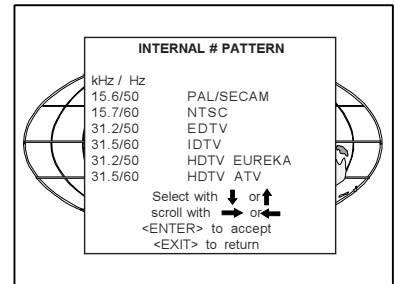 INTERNAL # PATTERN
kHz / Hz
15.6/50 PAL/SECAM
15.7/60 NTSC
31.2/50 EDTV
31.5/60 IDTV
31.2/50 HDTV EUREKA
31.5/60 HDTV ATV
Select with ⬇ or ⬆
scroll with ➡ or ⬅
<ENTER> to accept
<EXIT> to return